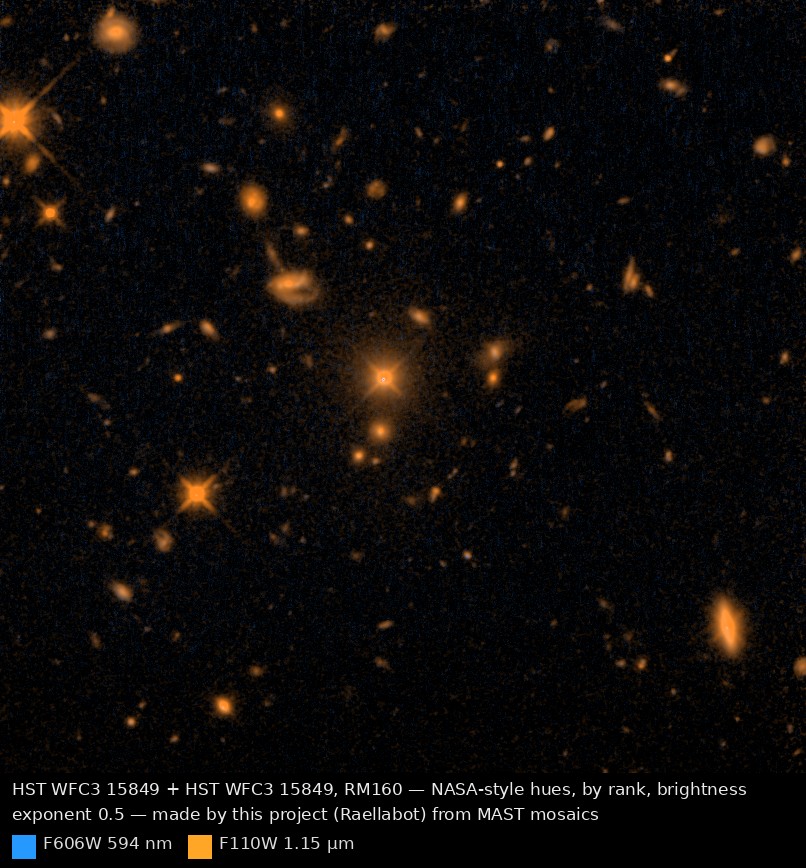 HST WFC3 15849 + HST WFC3 15849, RM160 — NASA-style hues, by rank, brightness
exponent 0.5 — made by this project (Raellabot) from MAST mosaics
F606W 594 nm F110W 1.15 µm